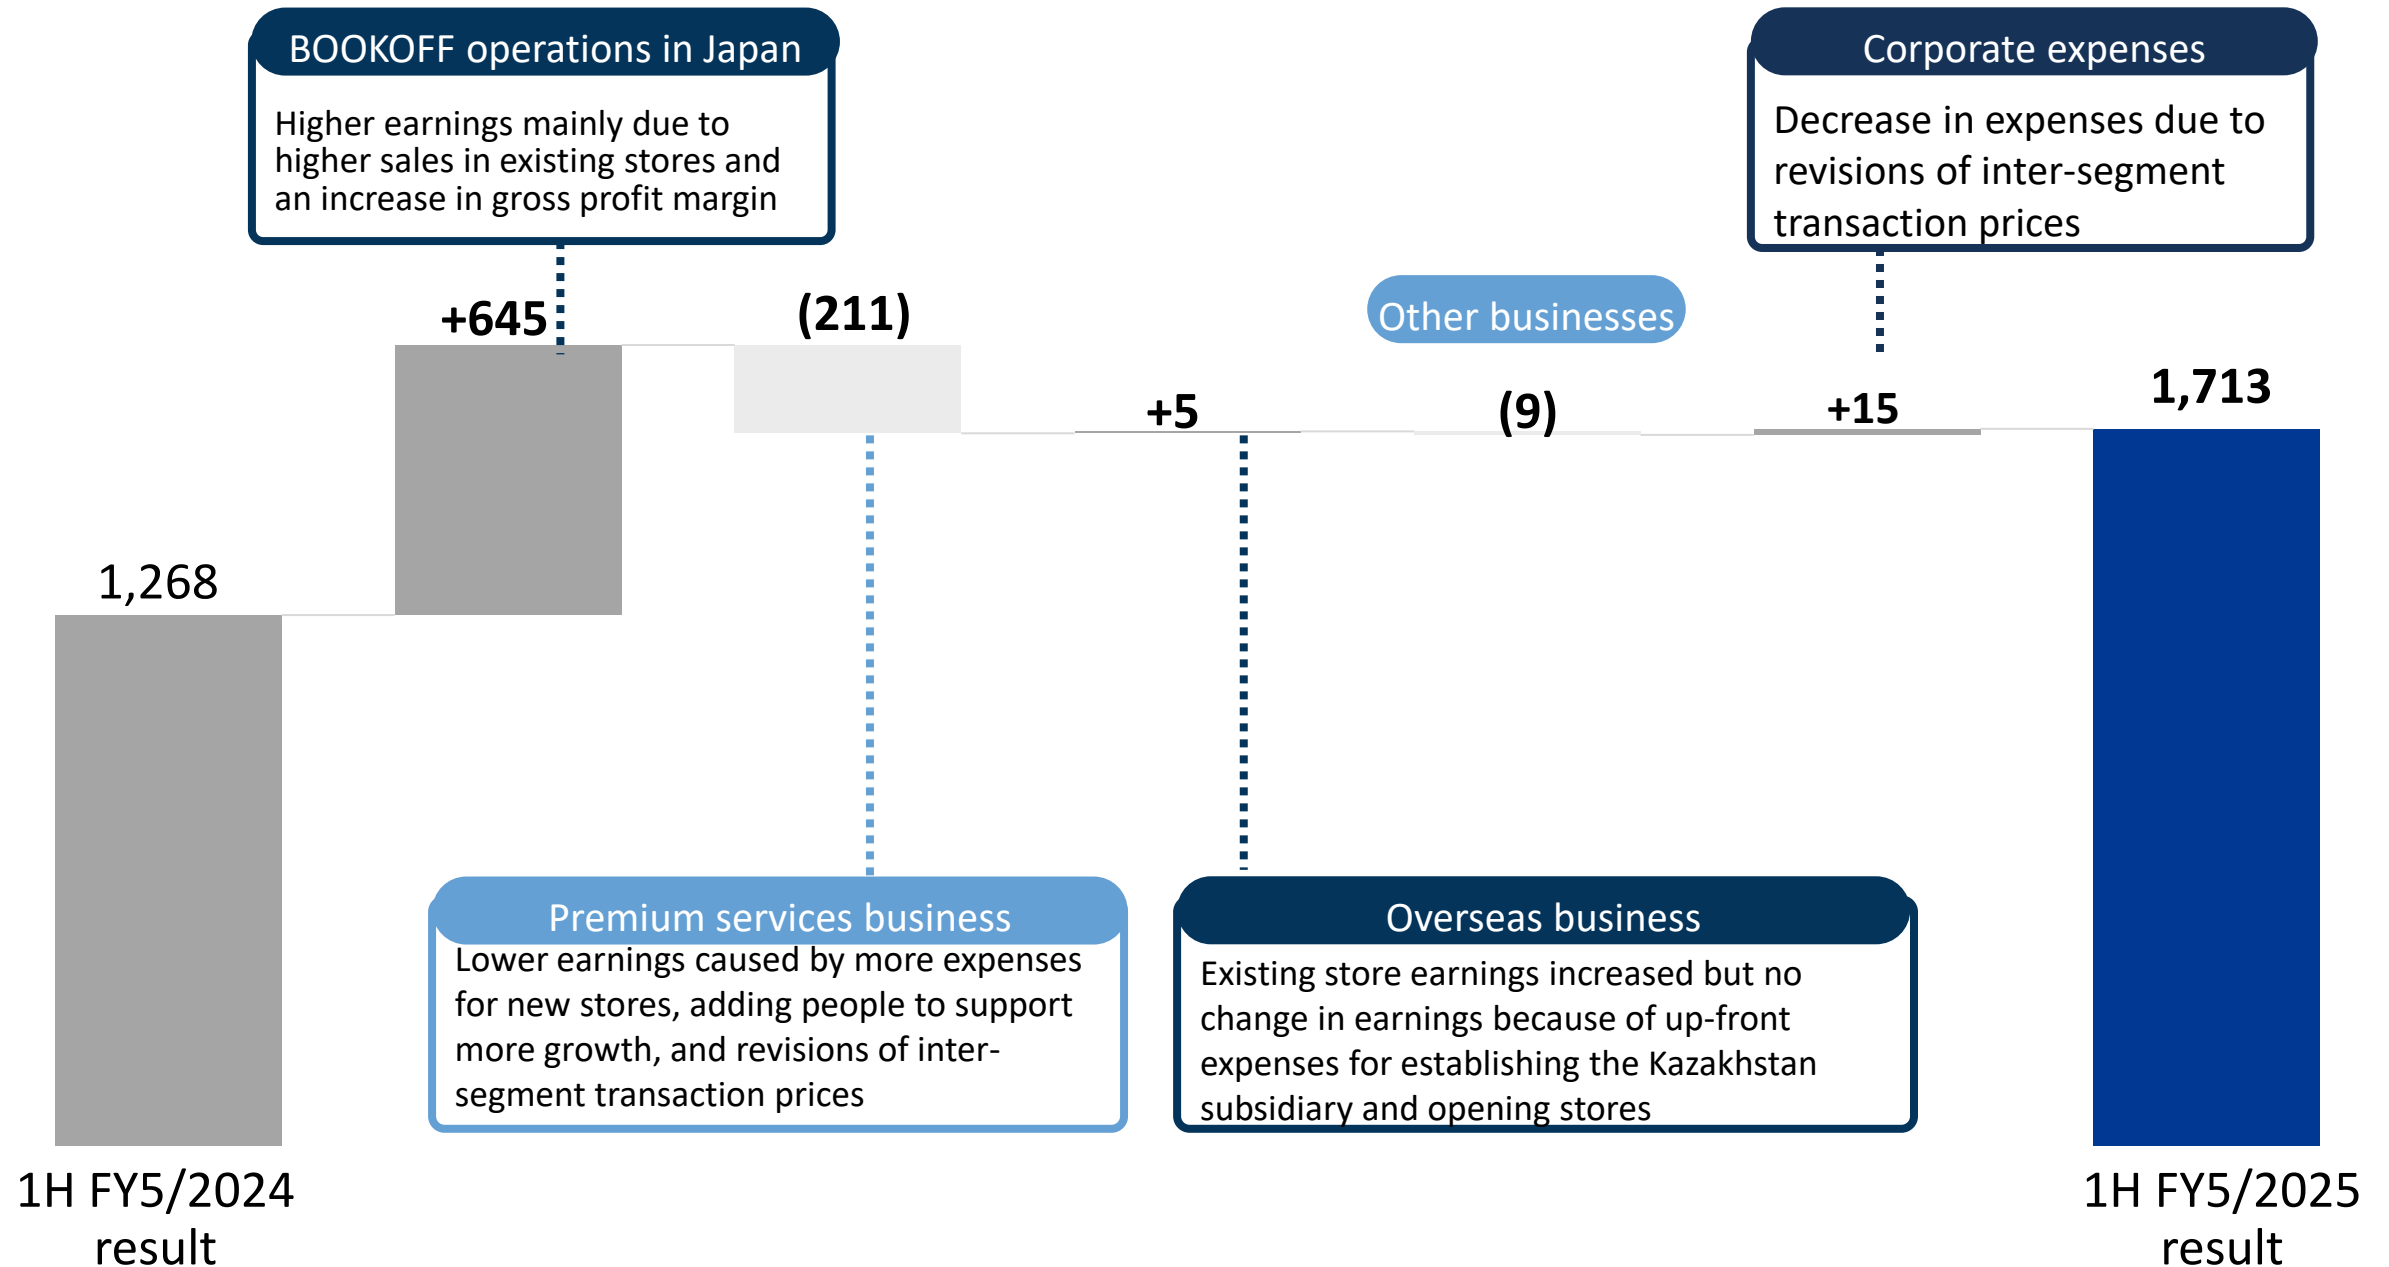 BOOKOFF operations in Japan
Higher earnings mainly due to
higher sales in existing stores and
an increase in gross profit margin
Corporate expenses
Decrease in expenses due to
revisions of inter-segment
transaction prices
Other businesses
1,268
+645
(211)
+5
(9)
+15
1,713
Premium services business
Lower earnings caused by more expenses
for new stores, adding people to support
more growth, and revisions of inter-
segment transaction prices
Overseas business
Existing store earnings increased but no
change in earnings because of up-front
expenses for establishing the Kazakhstan
subsidiary and opening stores
1H FY5/2024
result
1H FY5/2025
result